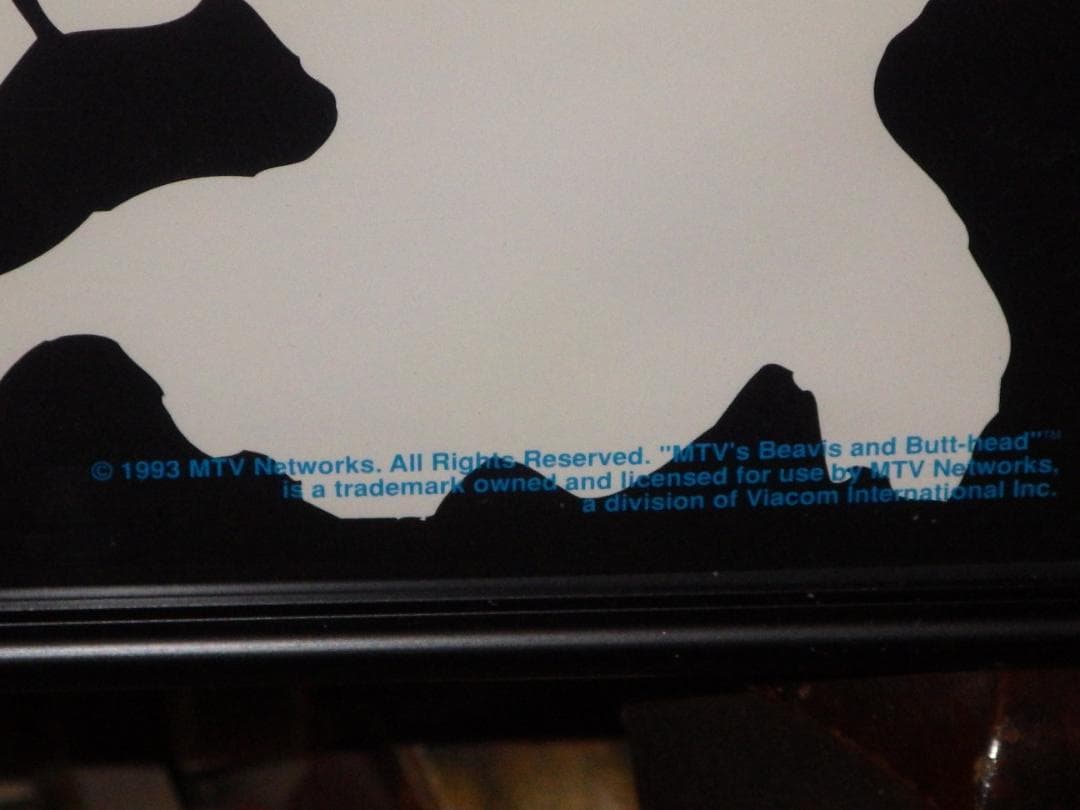 © 1993 MTV Networks. All Rights Reserved. "MTV's Beavis and Butt-head"™
is a trademark owned and licensed for use by MTV Networks,
a division of Viacom International Inc.